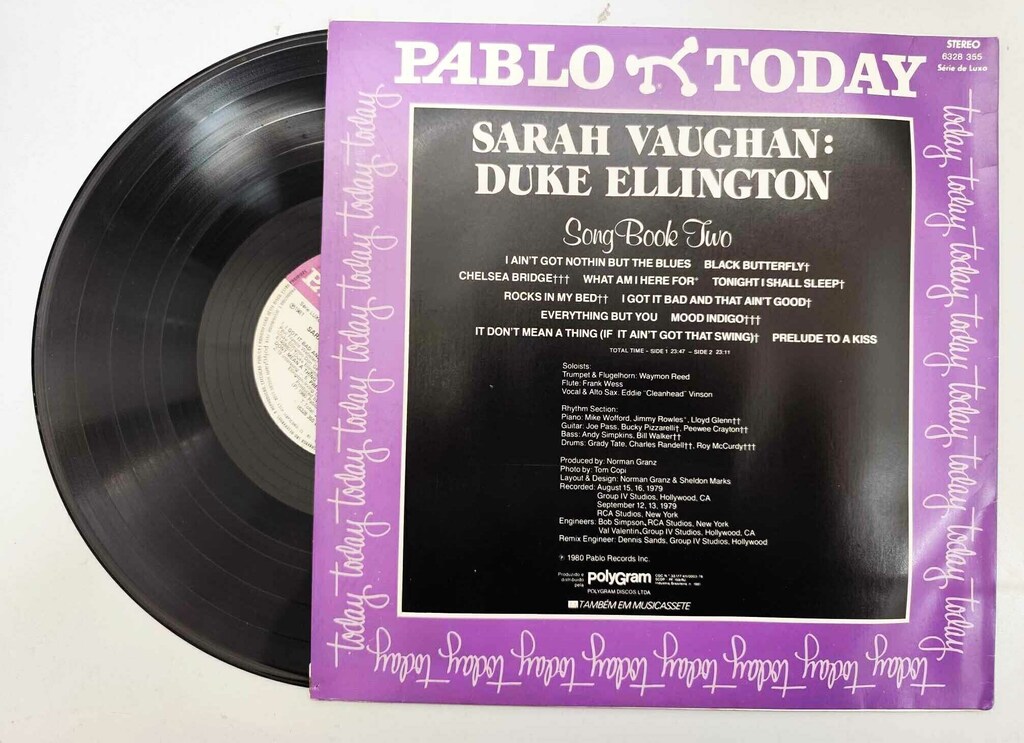 STEREO
6328 355
Série de Luxo
PABLO TODAY
SARAH VAUGHAN:
DUKE ELLINGTON
Song Book Two
I AIN'T GOT NOTHIN BUT THE BLUES BLACK BUTTERFLY†
CHELSEA BRIDGE††† WHAT AM I HERE FOR* TONIGHT I SHALL SLEEP†
ROCKS IN MY BED†† I GOT IT BAD AND THAT AIN'T GOOD†
EVERYTHING BUT YOU MOOD INDIGO†††
IT DON'T MEAN A THING (IF IT AIN'T GOT THAT SWING)† PRELUDE TO A KISS
TOTAL TIME - SIDE 1 23:47 - SIDE 2 23:11
Soloists:
Trumpet & Flugelhorn: Waymon Reed
Flute: Frank Wess
Vocal & Alto Sax. Eddie "Cleanhead" Vinson
Rhythm Section:
Piano: Mike Wofford, Jimmy Rowles*, Lloyd Glenn††
Guitar: Joe Pass, Bucky Pizzarelli†, Peewee Crayton††
Bass: Andy Simpkins, Bill Walker††
Drums: Grady Tate, Charles Randell††, Roy McCurdy†††
Produced by: Norman Granz
Photo by: Tom Copi
Layout & Design: Norman Granz & Sheldon Marks
Recorded: August 15, 16, 1979
Group IV Studios, Hollywood, CA
September 12, 13, 1979
RCA Studios, New York
Engineers: Bob Simpson, RCA Studios, New York
Val Valentin, Group IV Studios, Hollywood, CA
Remix Engineer: Dennis Sands, Group IV Studios, Hollywood
℗ 1980 Pablo Records Inc.
Produzido e
distribuído
pela
polyGram
POLYGRAM DISCOS LTDA
TAMBÉM EM MUSICASSETE
today today today today today today today
today today today today today today today
today today today today today today today today